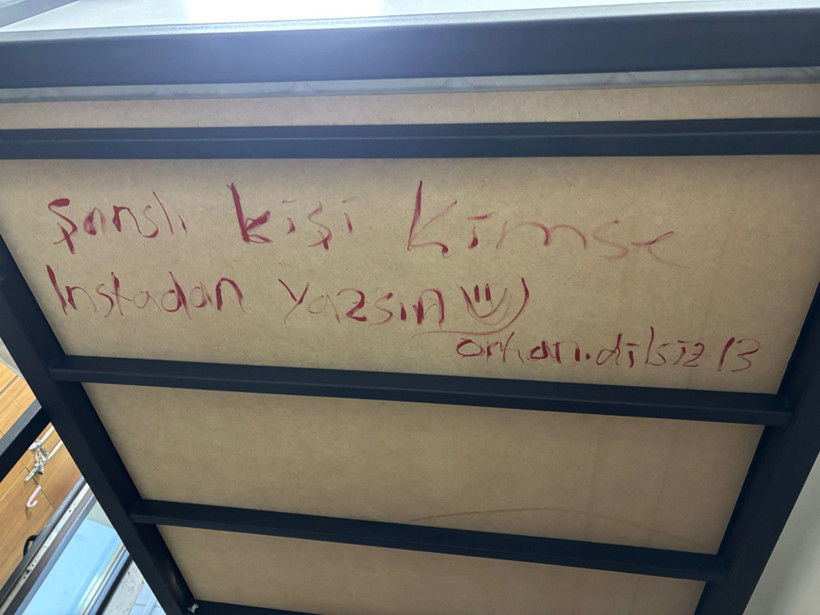 Şanslı kişi kimse
Instadan yazsın
orhan.dilsiz13